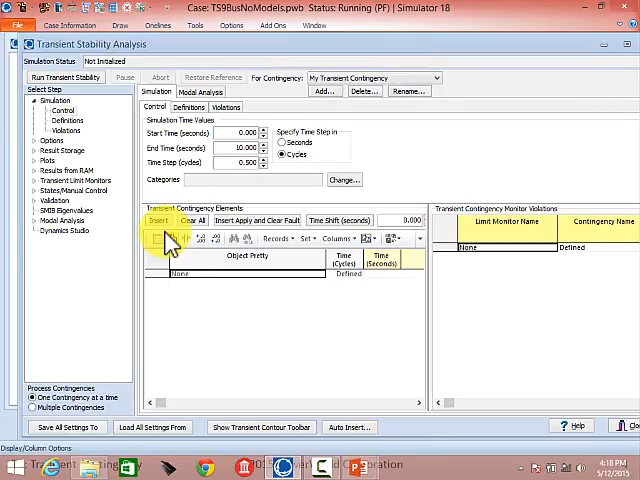 Case: TS9BusNoModels.pwb Status: Running (PF) | Simulator 18
File
Case Information
Draw
Onelines
Tools
Options
Add Ons
Window
Transient Stability Analysis
Simulation Status
Not Initialized
Run Transient Stability
Pause
Abort
Restore Reference
For Contingency:
My Transient Contingency
Select Step
Simulation
Control
Definitions
Violations
Options
Result Storage
Plots
Results from RAM
Transient Limit Monitors
States/Manual Control
Validation
SMIB Eigenvalues
Modal Analysis
Dynamics Studio
Simulation
Modal Analysis
Add...
Delete...
Rename...
Control
Definitions
Violations
Simulation Time Values
Start Time (seconds)
0.000
End Time (seconds)
10.000
Time Step (cycles)
0.500
Specify Time Step in
Seconds
Cycles
Categories
Change...
Transient Contingency Elements
Insert
Clear All
Insert Apply and Clear Fault
Time Shift (seconds)
0.000
Records
Set
Columns
Object Pretty
Time (Cycles)
Time (Seconds)
None
Defined
Transient Contingency Monitor Violations
Limit Monitor Name
Contingency Name
None
Defined
Process Contingencies
One Contingency at a time
Multiple Contingencies
Save All Settings To
Load All Settings From
Show Transient Contour Toolbar
Auto Insert...
Help
Clo
Display/Column Options
4:18 PM
5/12/2015